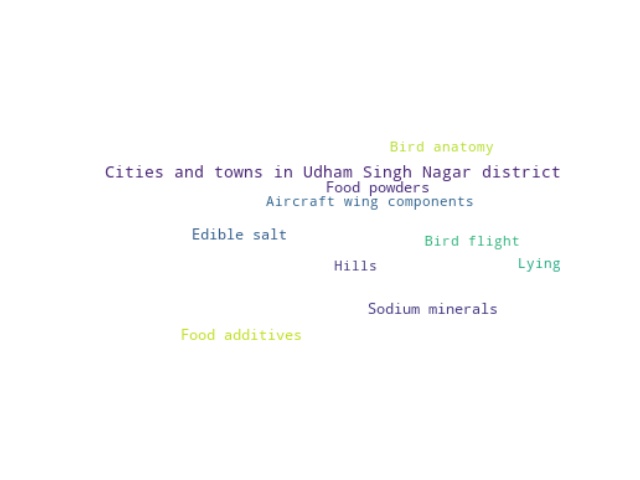 Bird anatomy
Cities and towns in Udham Singh Nagar district
Food powders
Aircraft wing components
Edible salt
Bird flight
Lying
Hills
Sodium minerals
Food additives